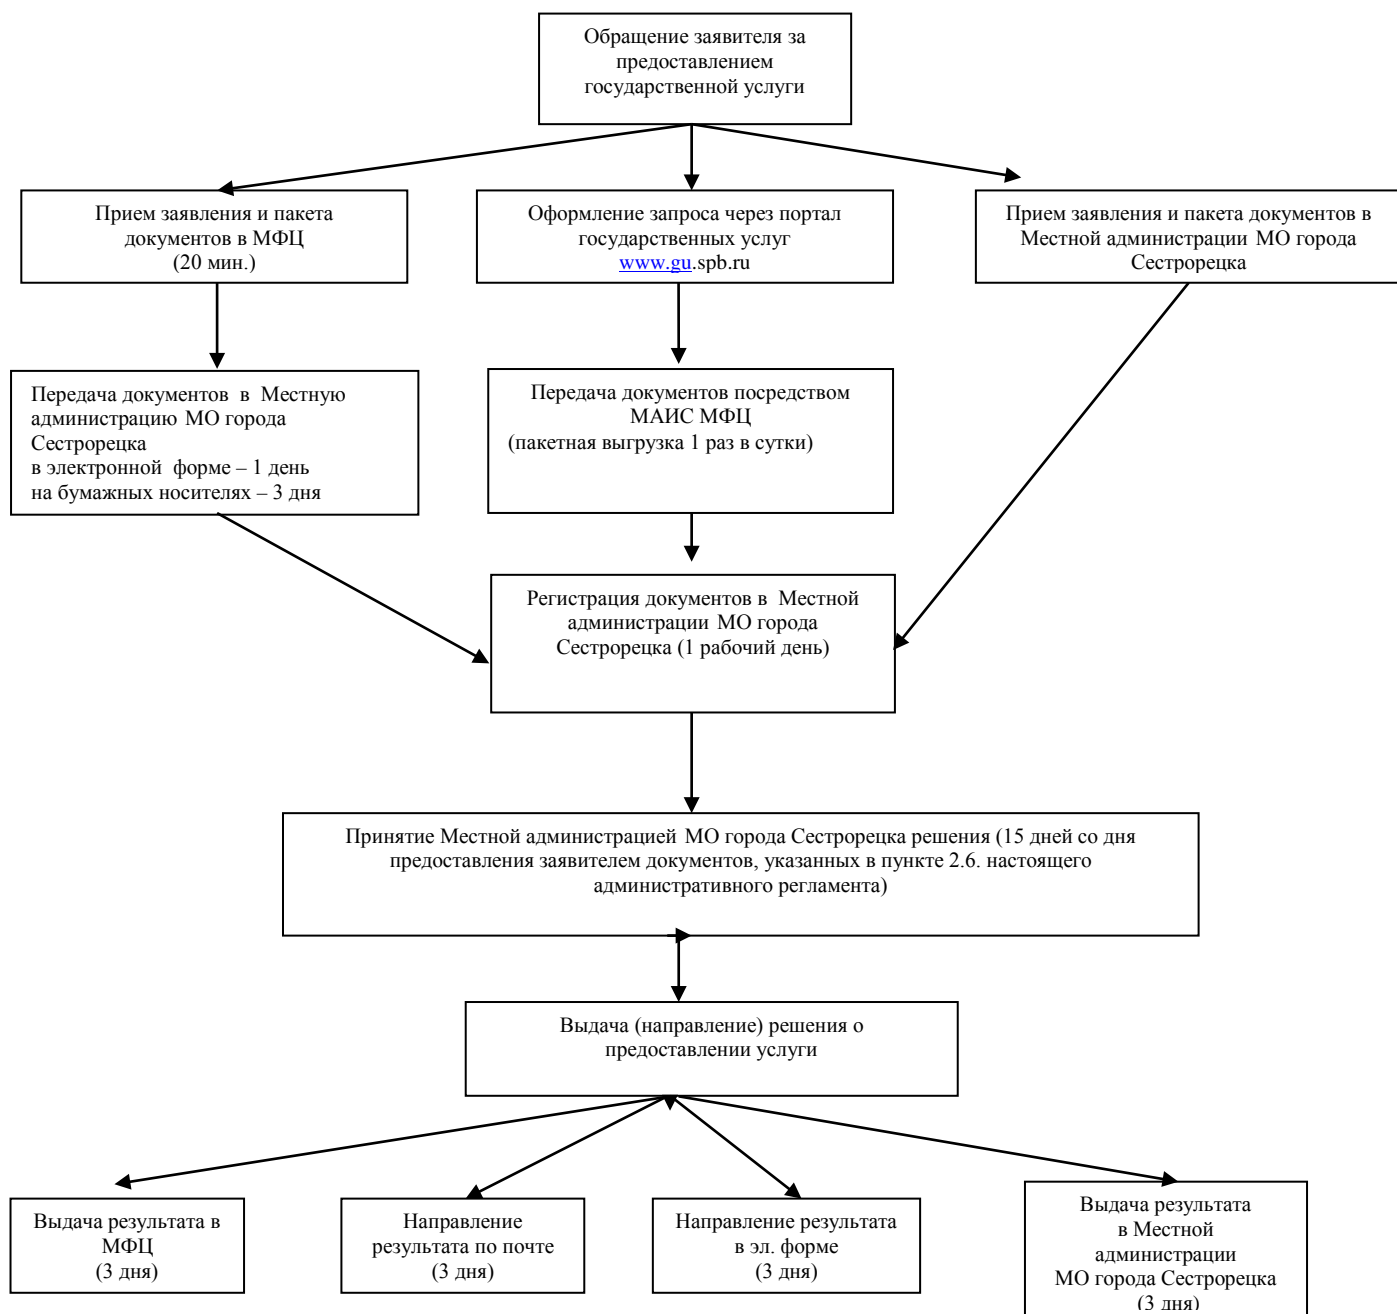 Обращение заявителя за
предоставлением
государственной услуги
Прием заявления и пакета
документов в МФЦ
(20 мин.)
Оформление запроса через портал
государственных услуг
www.gu.spb.ru
Прием заявления и пакета документов в
Местной администрации МО города
Сестрорецка
Передача документов в Местную
администрацию МО города
Сестрорецка
в электронной форме – 1 день
на бумажных носителях – 3 дня
Передача документов посредством
МАИС МФЦ
(пакетная выгрузка 1 раз в сутки)
Регистрация документов в Местной
администрации МО города
Сестрорецка (1 рабочий день)
Принятие Местной администрацией МО города Сестрорецка решения (15 дней со дня
предоставления заявителем документов, указанных в пункте 2.6. настоящего
административного регламента)
Выдача (направление) решения о
предоставлении услуги
Выдача результата в
МФЦ
(3 дня)
Направление
результата по почте
(3 дня)
Направление результата
в эл. форме
(3 дня)
Выдача результата
в Местной
администрации
МО города Сестрорецка
(3 дня)